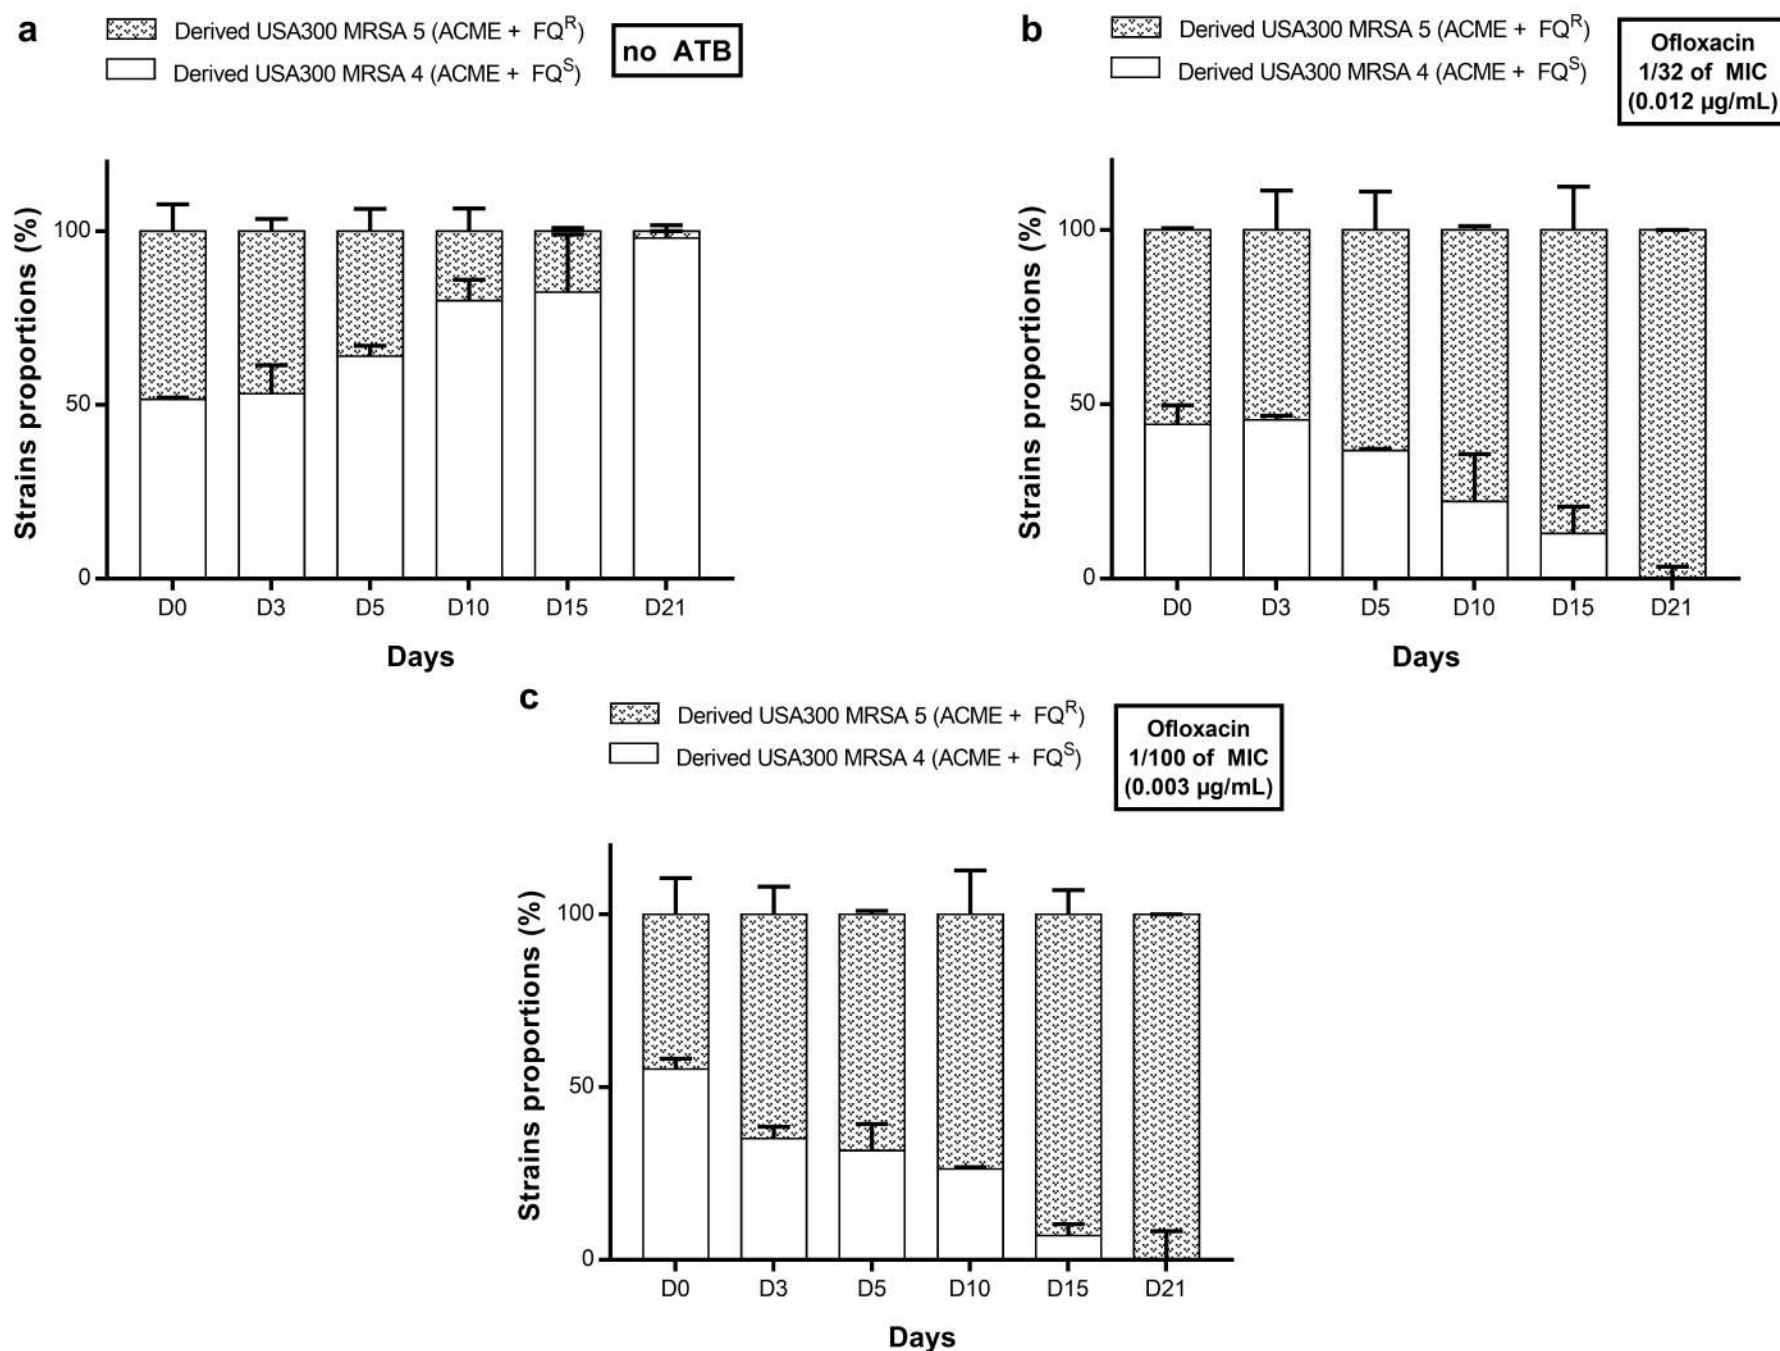 a
Derived USA300 MRSA 5 (ACME + FQ^R)
Derived USA300 MRSA 4 (ACME + FQ^S)
no ATB
Strains proportions (%)
100
50
0
D0 D3 D5 D10 D15 D21
Days
b
Derived USA300 MRSA 5 (ACME + FQ^R)
Derived USA300 MRSA 4 (ACME + FQ^S)
Ofloxacin
1/32 of MIC
(0.012 µg/mL)
Strains proportions (%)
100
50
0
D0 D3 D5 D10 D15 D21
Days
c
Derived USA300 MRSA 5 (ACME + FQ^R)
Derived USA300 MRSA 4 (ACME + FQ^S)
Ofloxacin
1/100 of MIC
(0.003 µg/mL)
Strains proportions (%)
100
50
0
D0 D3 D5 D10 D15 D21
Days